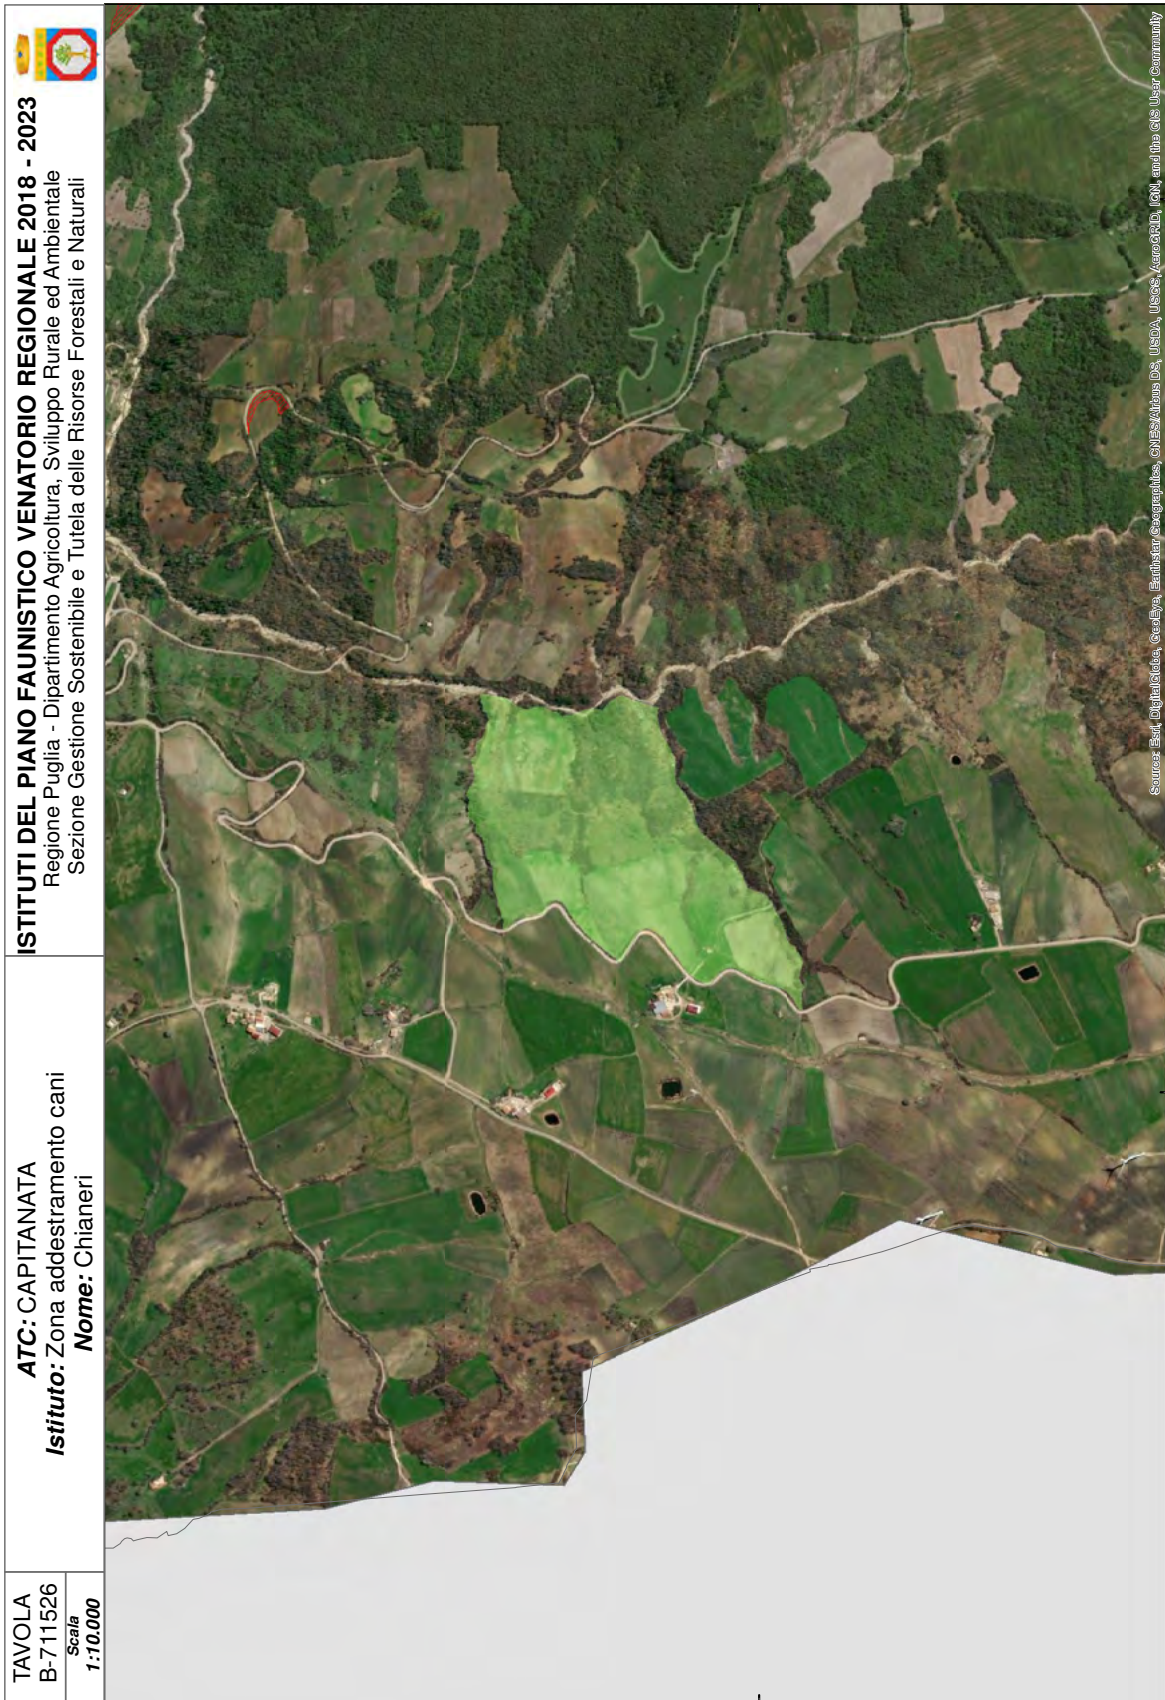 TAVOLA
B-711526
Scala
1:10.000
ATC: CAPITANATA
Istituto: Zona addestramento cani
Nome: Chianeri
ISTITUTI DEL PIANO FAUNISTICO VENATORIO REGIONALE 2018 - 2023
Regione Puglia - Dipartimento Agricoltura, Sviluppo Rurale ed Ambientale
Sezione Gestione Sostenibile e Tutela delle Risorse Forestali e Naturali
Source: Esri, DigitalGlobe, GeoEye, Earthstar Geographics, CNES/Airbus DS, USDA, USGS, AeroGRID, IGN, and the GIS User Community